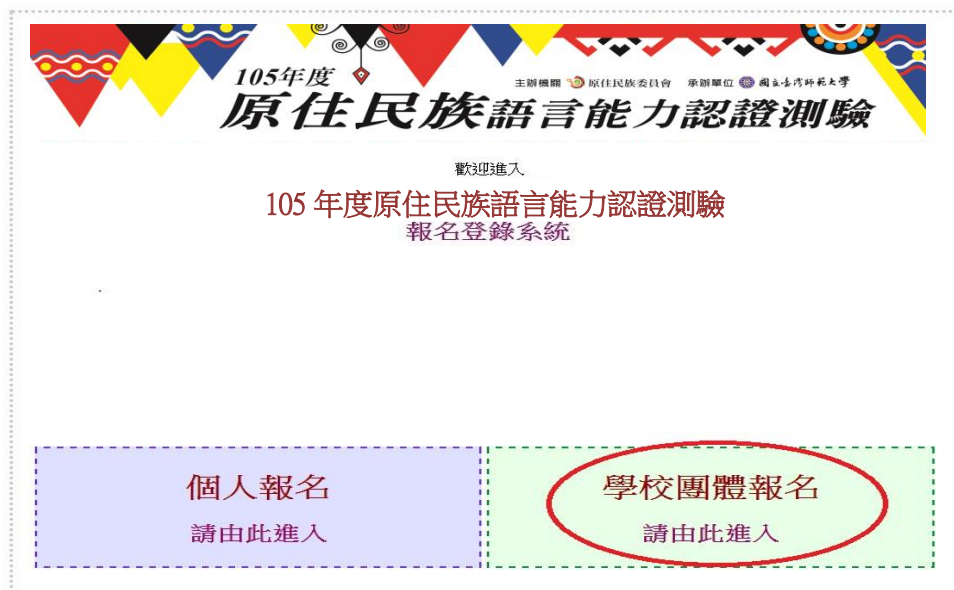 105年度
主辦機關 原住民族委員會 承辦單位 國立臺灣師範大學
原住民族語言能力認證測驗
歡迎進入
105 年度原住民族語言能力認證測驗
報名登錄系統
個人報名
請由此進入
學校團體報名
請由此進入